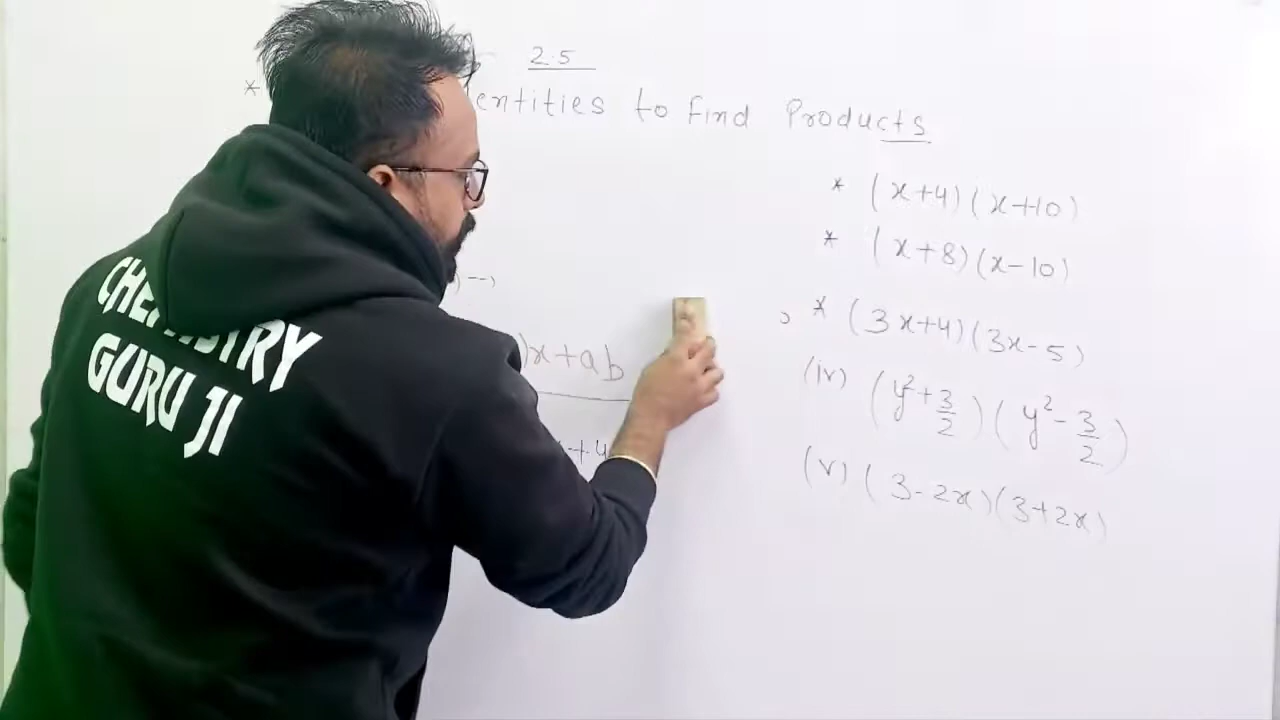 2.5
* entities to Find Products
* (x+4)(x+10)
* (x+8)(x-10)
* (3x+4)(3x-5)
)x+ab
(iv) (y²+3/2)(y²-3/2)
+4
(v) (3-2x)(3+2x)
CHEMISTRY
GURU JI